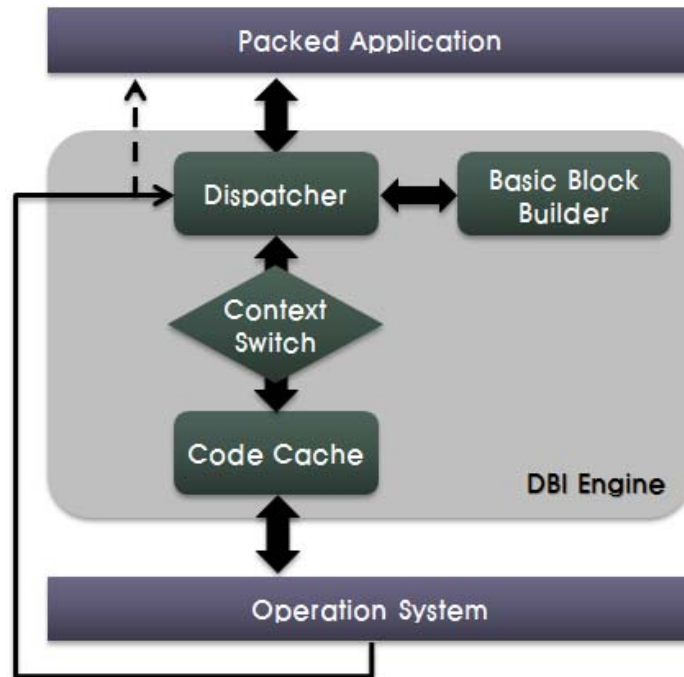 Packed Application
Dispatcher
Basic Block
Builder
Context
Switch
Code Cache
DBI Engine
Operation System